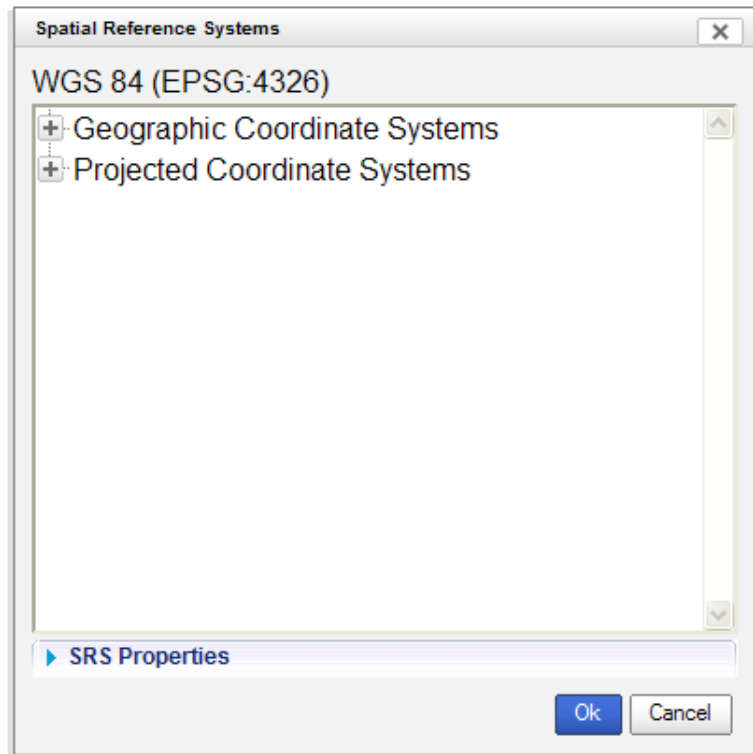 Spatial Reference Systems
WGS 84 (EPSG:4326)
Geographic Coordinate Systems
Projected Coordinate Systems
SRS Properties
Ok Cancel